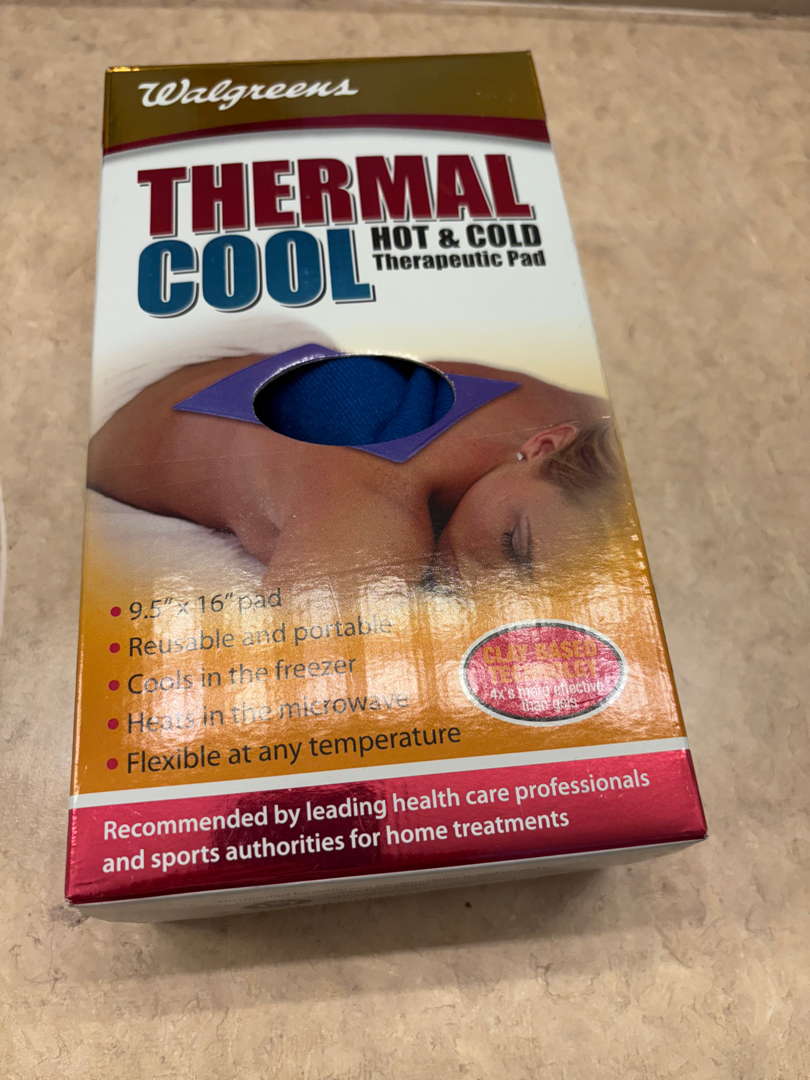 Walgreens
THERMAL
COOL
HOT & COLD
Therapeutic Pad
• 9.5" x 16" pad
• Reusable and portable
• Cools in the freezer
• Heats in the microwave
• Flexible at any temperature
CLAY-BASED
4x's more effective
than gels
Recommended by leading health care professionals
and sports authorities for home treatments